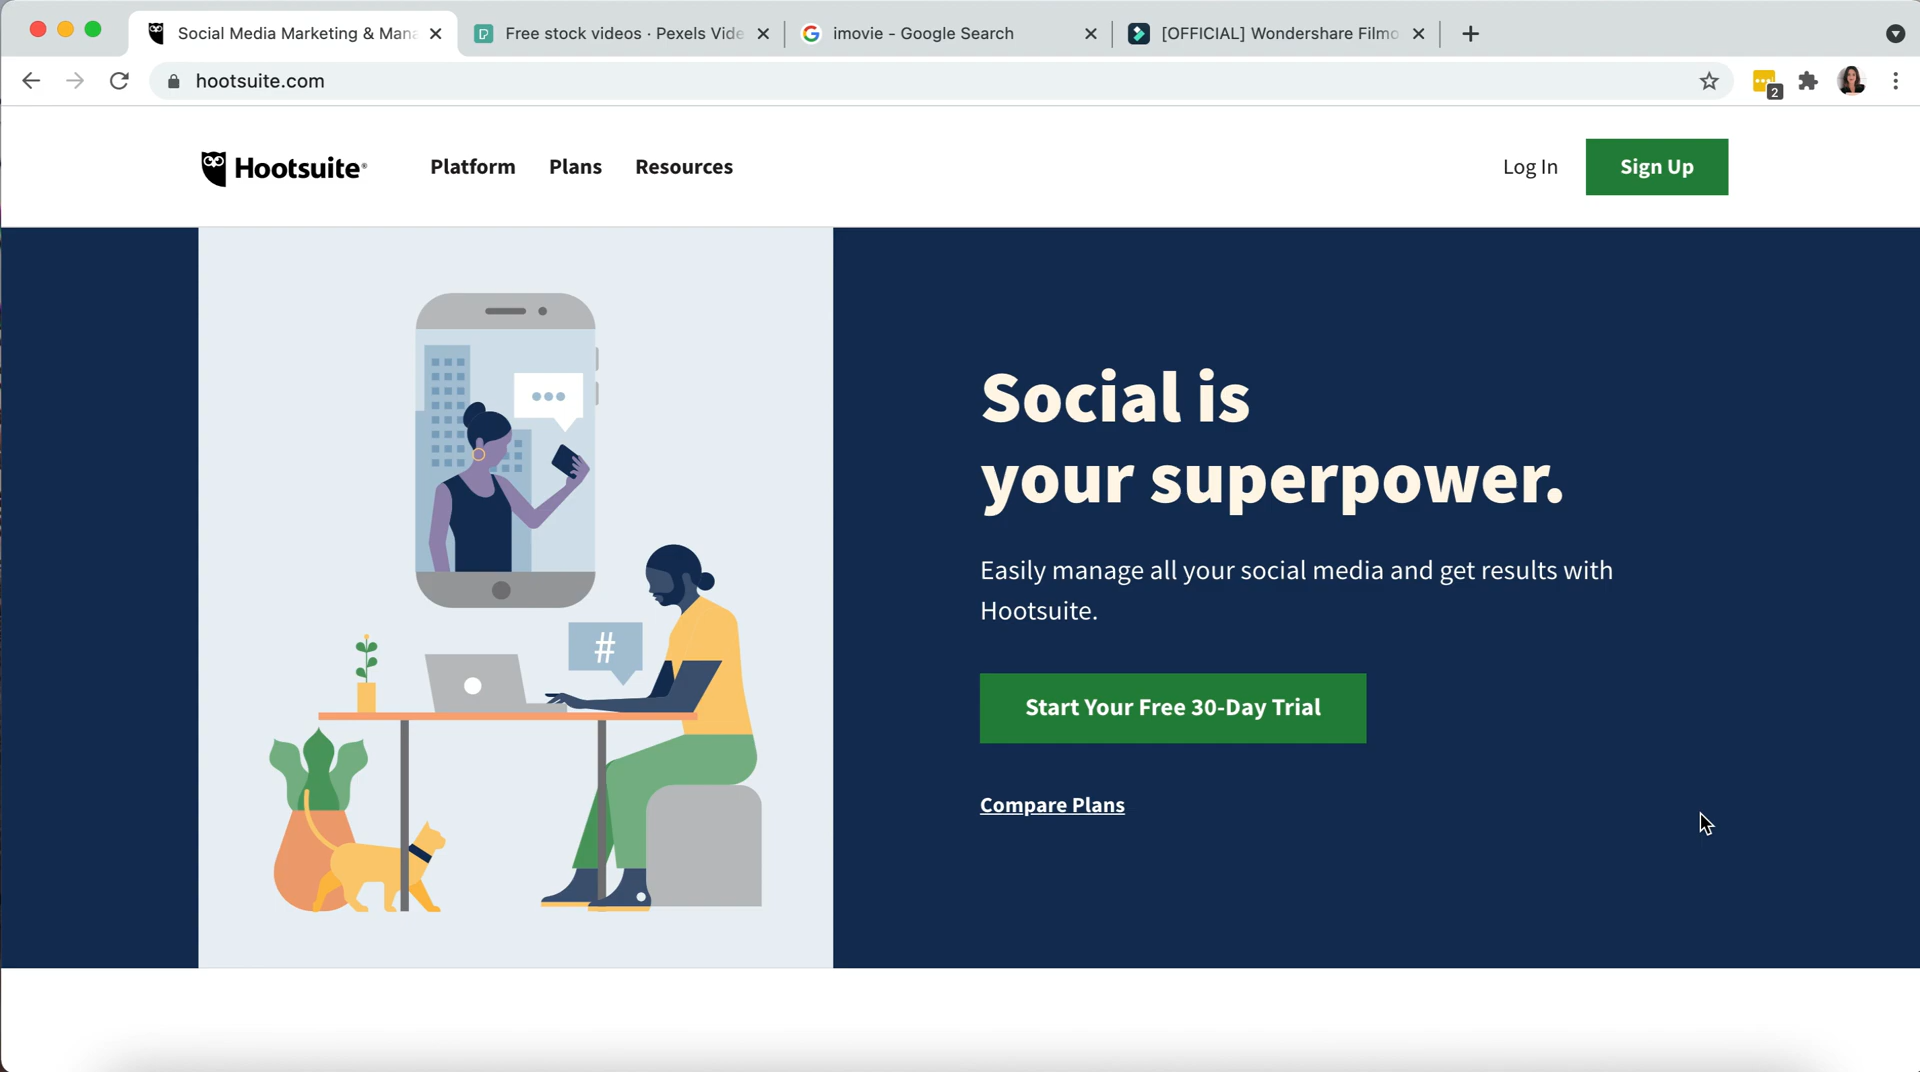 Social Media Marketing & Mana
Free stock videos · Pexels Vide
imovie - Google Search
[OFFICIAL] Wondershare Filmo
hootsuite.com
2
Hootsuite®
Platform
Plans
Resources
Log In
Sign Up
Social is
your superpower.
Easily manage all your social media and get results with
Hootsuite.
#
Start Your Free 30-Day Trial
Compare Plans